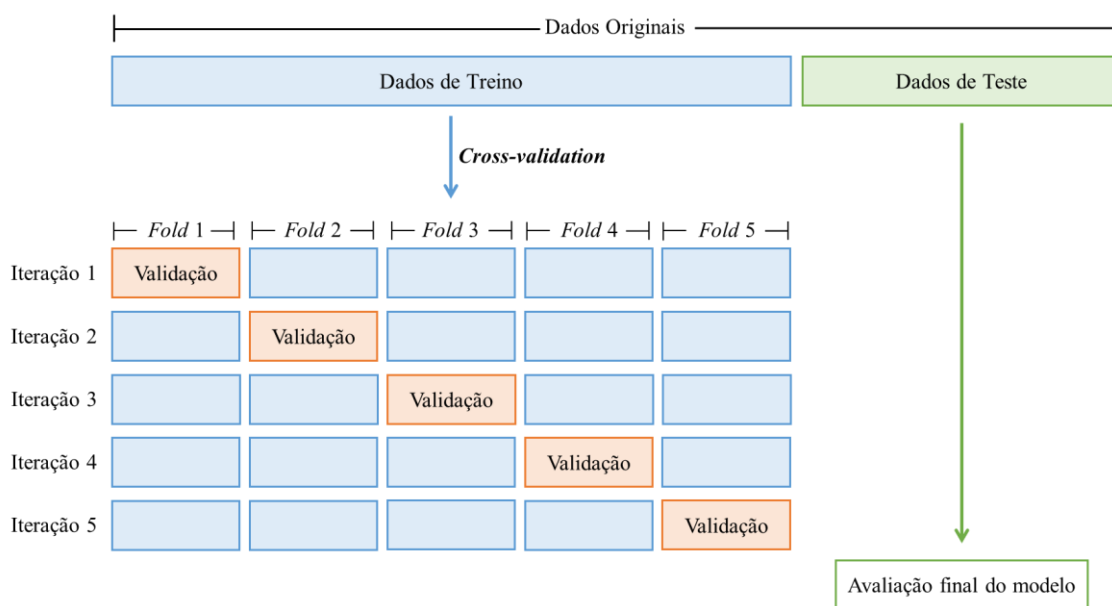 Dados Originais
Dados de Treino
Dados de Teste
Cross-validation
Fold 1
Fold 2
Fold 3
Fold 4
Fold 5
Iteração 1
Validação
Iteração 2
Validação
Iteração 3
Validação
Iteração 4
Validação
Iteração 5
Validação
Avaliação final do modelo